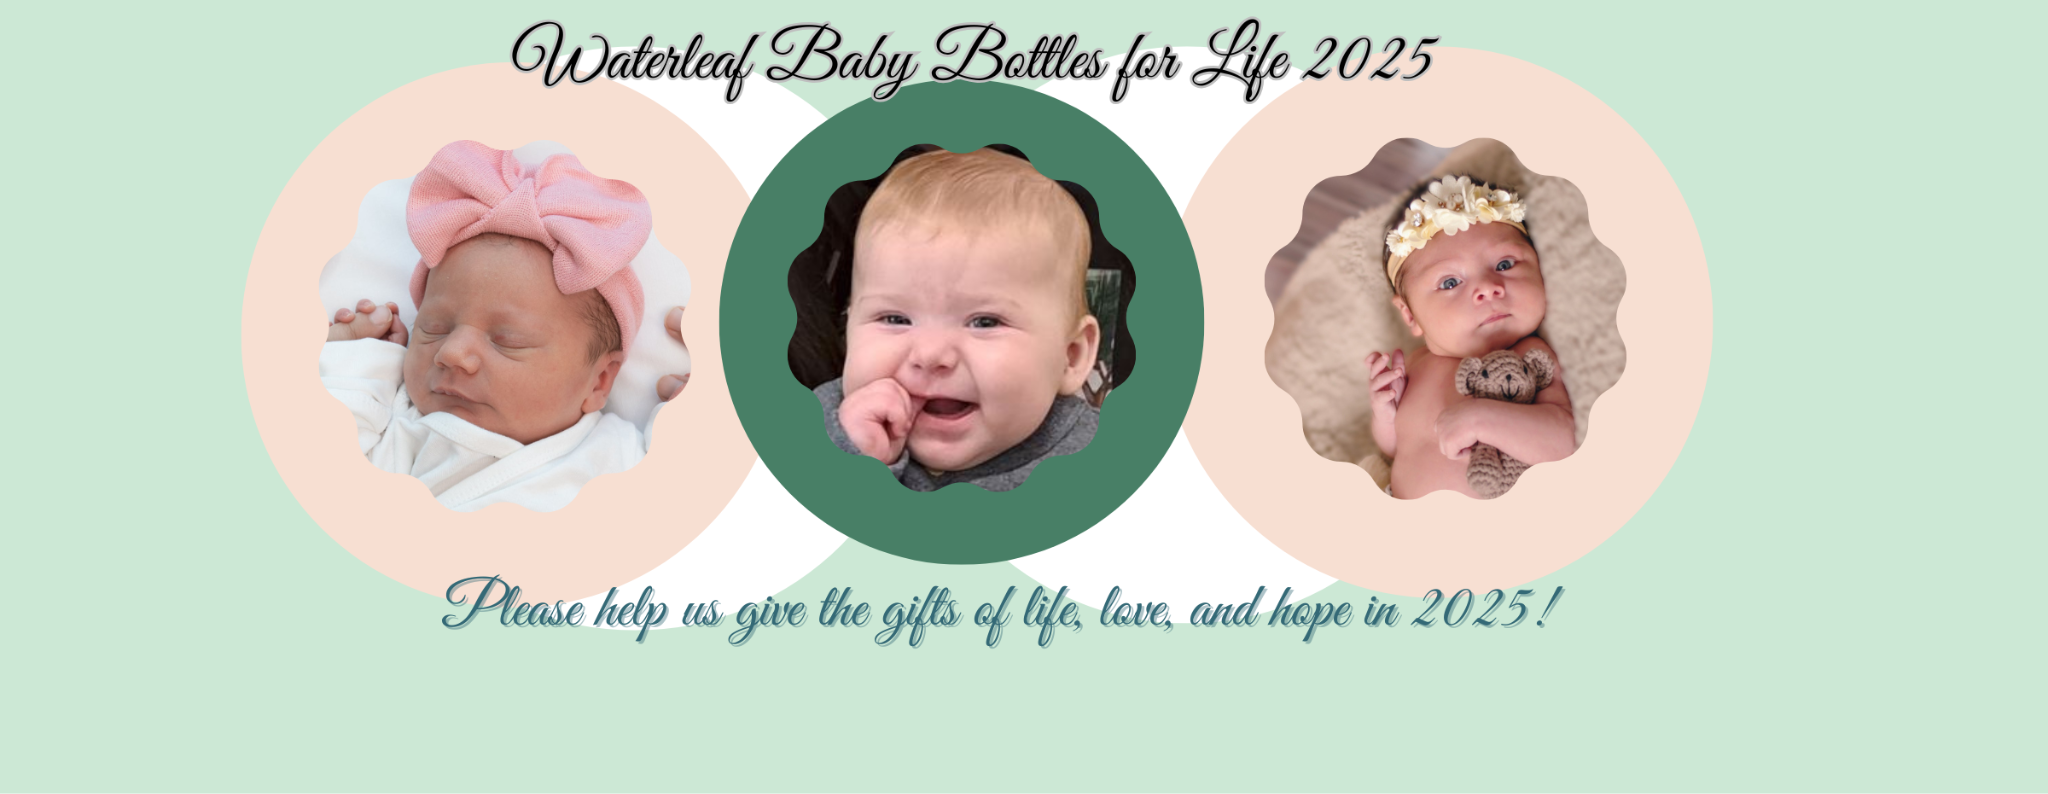 Waterleaf Baby Bottles for Life 2025
Please help us give the gifts of life, love, and hope in 2025!